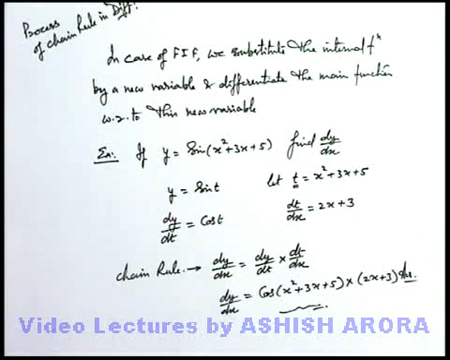 Process
of chain Rule in Diff.
In case of FIF, we substitute the internal fⁿ
by a new variable & differentiate the main function
w.r. to this new variable
Ex: If y = Sin(x²+3x+5) find dy/dx
y = Sint let t = x²+3x+5
dy/dt = Cost dt/dx = 2x+3
chain Rule → dy/dx = dy/dt × dt/dx
dy/dx = Cos(x²+3x+5) × (2x+3) Ans.
Video Lectures by ASHISH ARORA